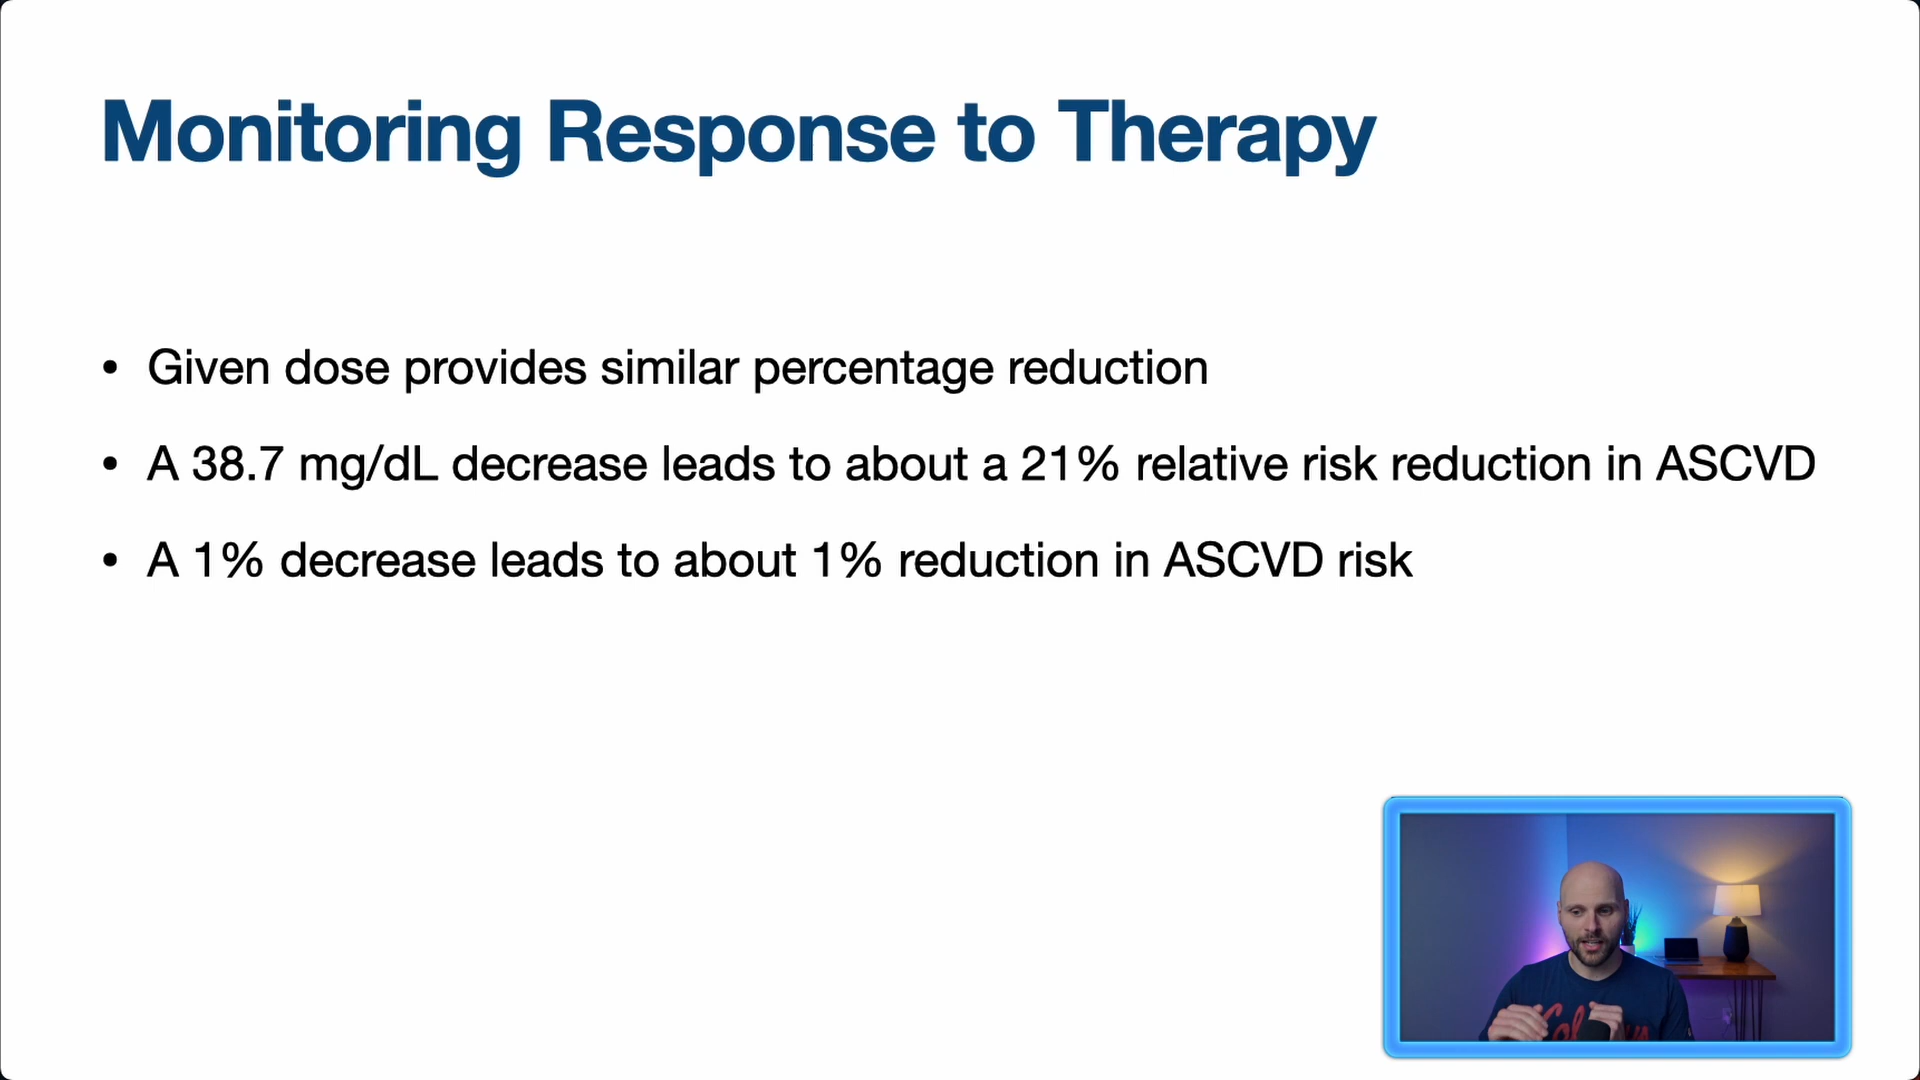 Monitoring Response to Therapy
• Given dose provides similar percentage reduction
• A 38.7 mg/dL decrease leads to about a 21% relative risk reduction in ASCVD
• A 1% decrease leads to about 1% reduction in ASCVD risk